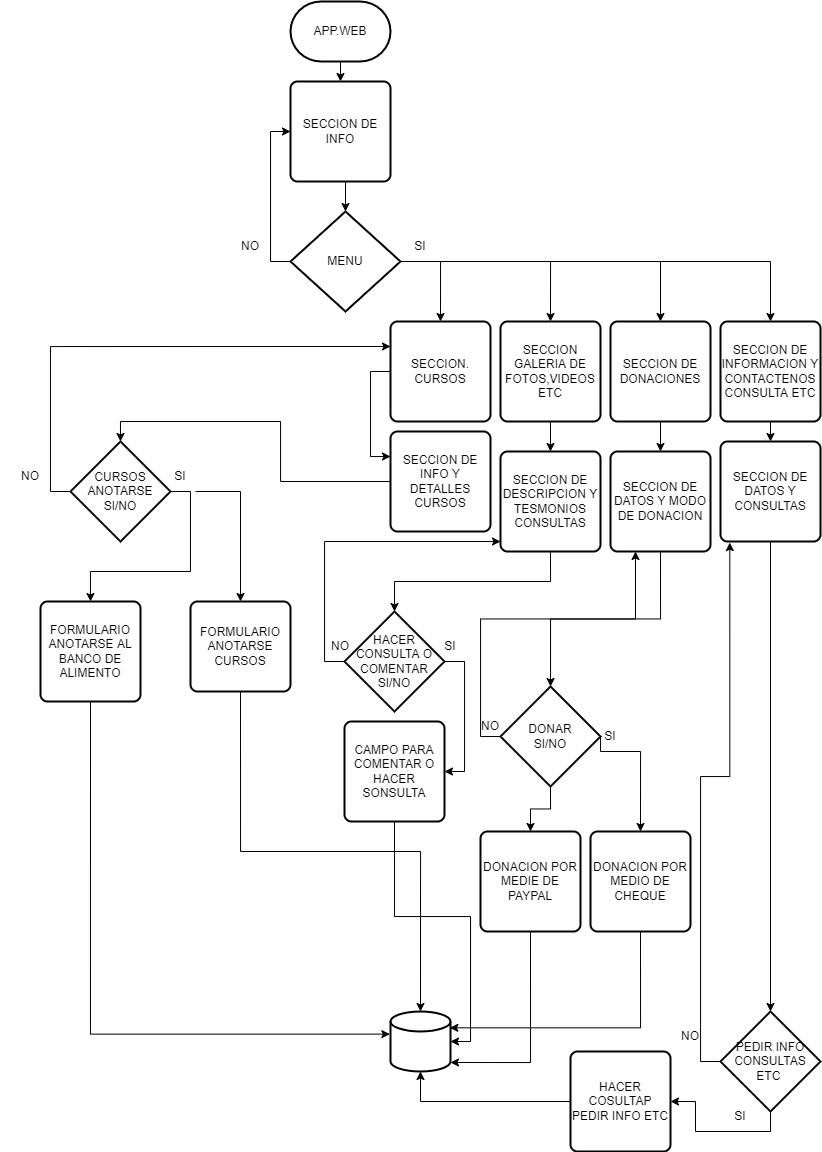 APP.WEB
SECCION DE
INFO
NO
SI
MENU
SECCION.
CURSOS
SECCION
GALERIA DE
FOTOS,VIDEOS
ETC
SECCION DE
DONACIONES
SECCION DE
INFORMACION Y
CONTACTENOS
CONSULTA ETC
NO
CURSOS
ANOTARSE
SI/NO
SI
SECCION DE
INFO Y
DETALLES
CURSOS
SECCION DE
DESCRIPCION Y
TESMONIOS
CONSULTAS
SECCION DE
DATOS Y MODO
DE DONACION
SECCION DE
DATOS Y
CONSULTAS
FORMULARIO
ANOTARSE AL
BANCO DE
ALIMENTO
FORMULARIO
ANOTARSE
CURSOS
NO
HACER
CONSULTA O
COMENTAR
SI/NO
SI
NO
DONAR
SI/NO
SI
CAMPO PARA
COMENTAR O
HACER
SONSULTA
DONACION POR
MEDIE DE
PAYPAL
DONACION POR
MEDIO DE
CHEQUE
NO
PEDIR INFO
CONSULTAS
ETC
SI
HACER
COSULTAP
PEDIR INFO ETC